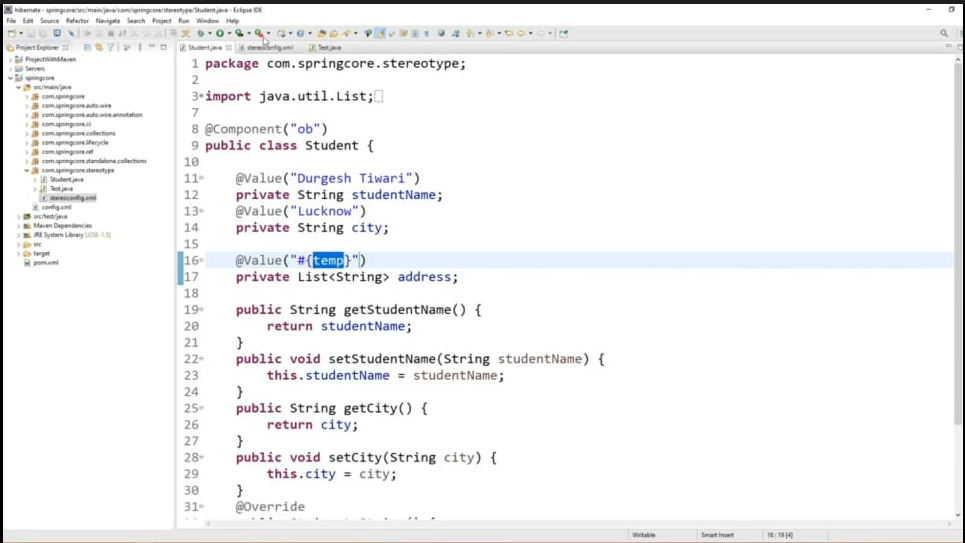 hibernate - springcore/src/main/java/com/springcore/stereotype/Student.java - Eclipse IDE
File Edit Source Refactor Navigate Search Project Run Window Help
Project Explorer
Student.java
stereoconfig.xml
Test.java
ProjectWithMaven
Servers
springcore
src/main/java
com.springcore
com.springcore.auto.wire
com.springcore.auto.wire.annotation
com.springcore.ci
com.springcore.collections
com.springcore.lifecycle
com.springcore.ref
com.springcore.standalone.collections
com.springcore.stereotype
Student.java
Test.java
stereoconfig.xml
config.xml
src/test/java
Maven Dependencies
JRE System Library [J2SE-1.5]
src
target
pom.xml
1 package com.springcore.stereotype;
2
3 import java.util.List;
7
8 @Component("ob")
9 public class Student {
10
11 @Value("Durgesh Tiwari")
12 private String studentName;
13 @Value("Lucknow")
14 private String city;
15
16 @Value("#{temp}")
17 private List<String> address;
18
19 public String getStudentName() {
20 return studentName;
21 }
22 public void setStudentName(String studentName) {
23 this.studentName = studentName;
24 }
25 public String getCity() {
26 return city;
27 }
28 public void setCity(String city) {
29 this.city = city;
30 }
31 @Override
Writable
Smart Insert
16 : 19 [4]